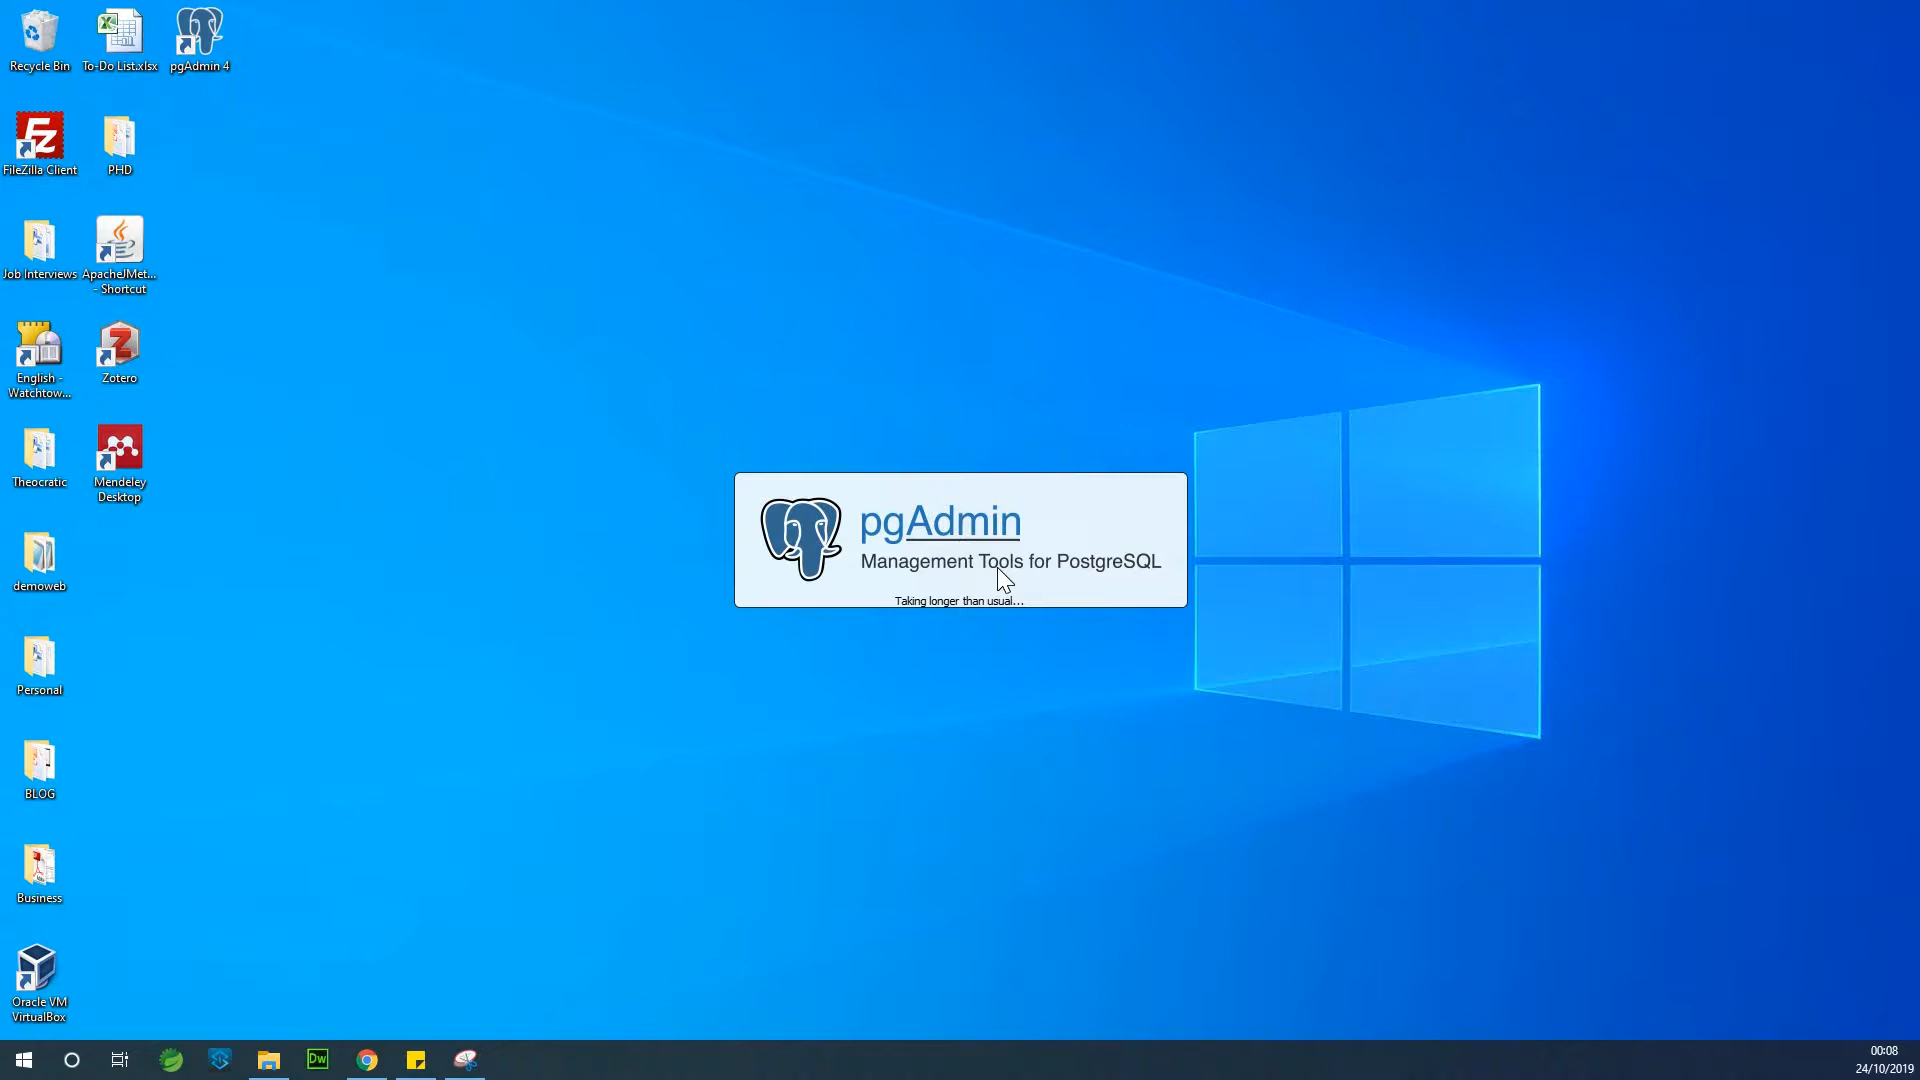 Recycle Bin
To-Do List.xlsx
pgAdmin 4
FileZilla Client
PHD
Job Interviews
ApacheJMet...
- Shortcut
English -
Watchtow...
Zotero
Theocratic
Mendeley
Desktop
demoweb
Personal
BLOG
Business
Oracle VM
VirtualBox
pgAdmin
Management Tools for PostgreSQL
Taking longer than usual...
Dw
00:08
24/10/2019